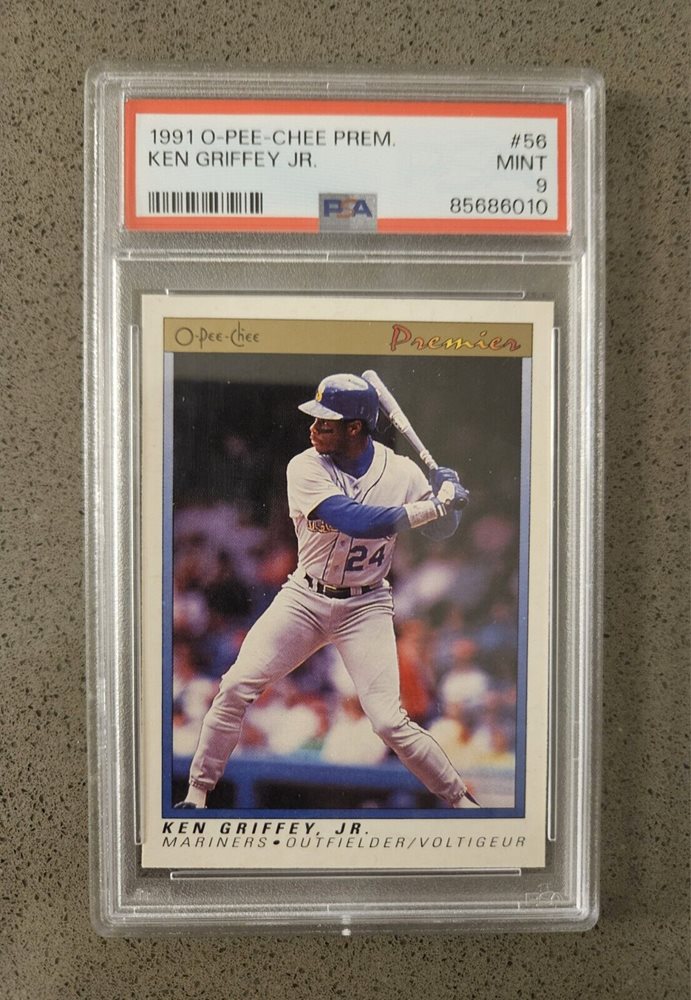 1991 O-PEE-CHEE PREM. #56
KEN GRIFFEY JR. MINT
9
PSA 85686010
O-Pee-Chee Premier
S
24
KEN GRIFFEY, JR.
MARINERS • OUTFIELDER/VOLTIGEUR